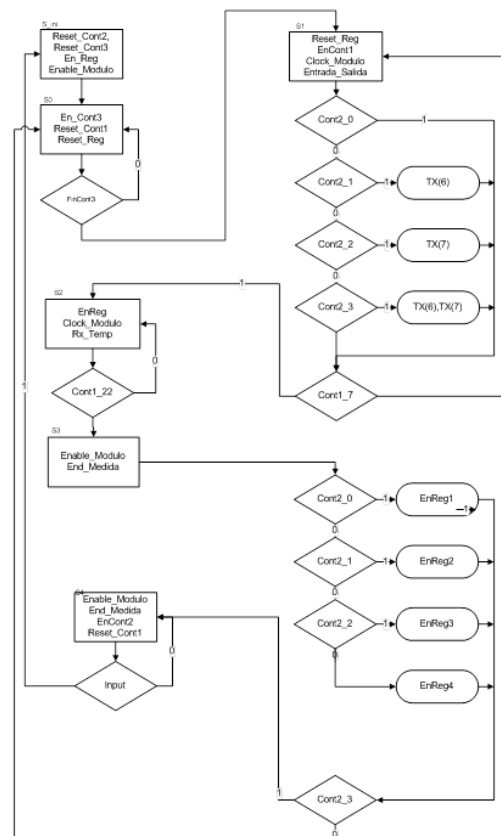 S_ini
Reset_Cont2,
Reset_Cont3
En_Reg
Enable_Modulo
S0
En_Cont3
Reset_Cont1
Reset_Reg
0
FinCont3
S1
Reset_Reg
EnCont1
Clock_Modulo
Entrada_Salida
Cont2_0
1
0
Cont2_1
1
TX(6)
0
Cont2_2
1
TX(7)
0
Cont2_3
1
TX(6),TX(7)
Cont1_7
1
S2
EnReg
Clock_Modulo
Rx_Temp
0
Cont1_22
1
S3
Enable_Modulo
End_Medida
Cont2_0
1
EnReg1
1
0
Cont2_1
1
EnReg2
0
Cont2_2
1
EnReg3
0
EnReg4
S4
Enable_Modulo
End_Medida
EnCont2
Reset_Cont1
0
Input
1
Cont2_3
0